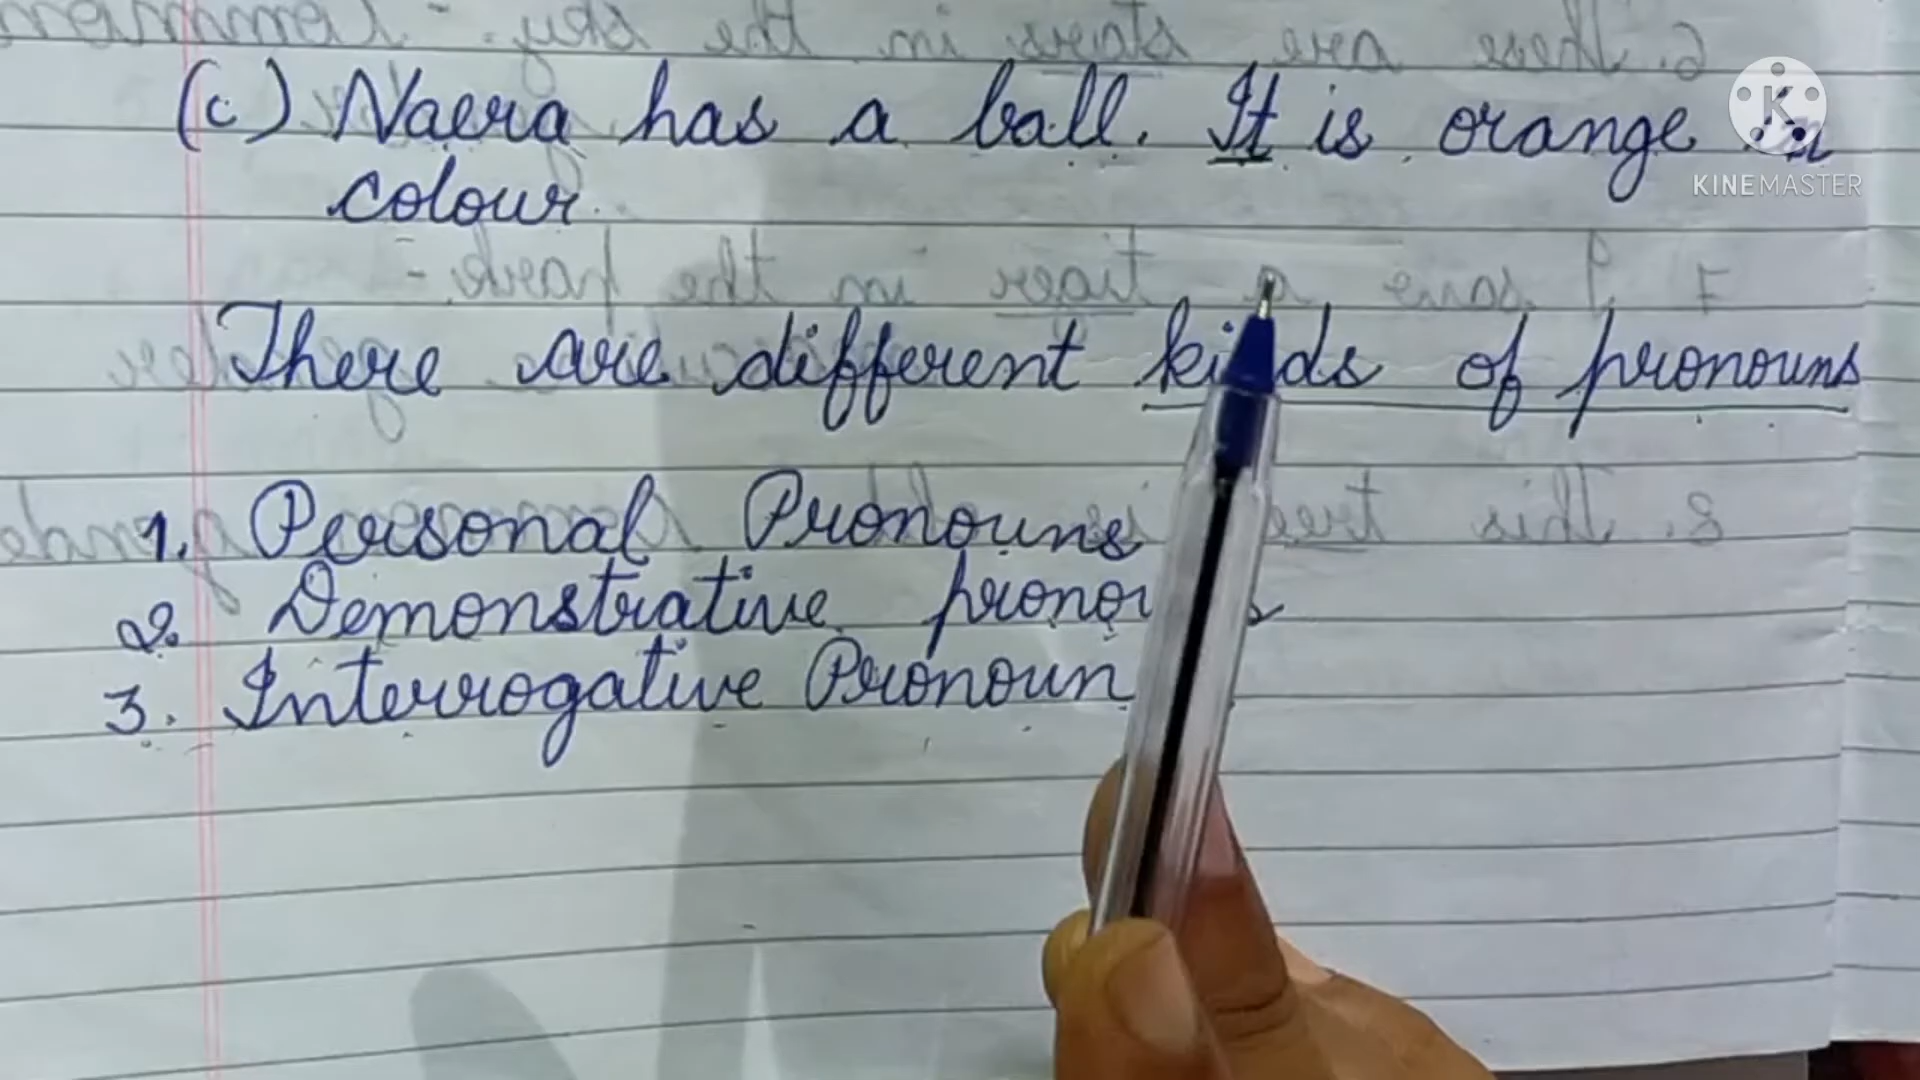 (c) Naera has a ball. It is orange in
colour.
There are different kinds of pronouns
1. Personal Pronouns
2. Demonstrative pronouns
3. Interrogative Pronoun
KINEMASTER